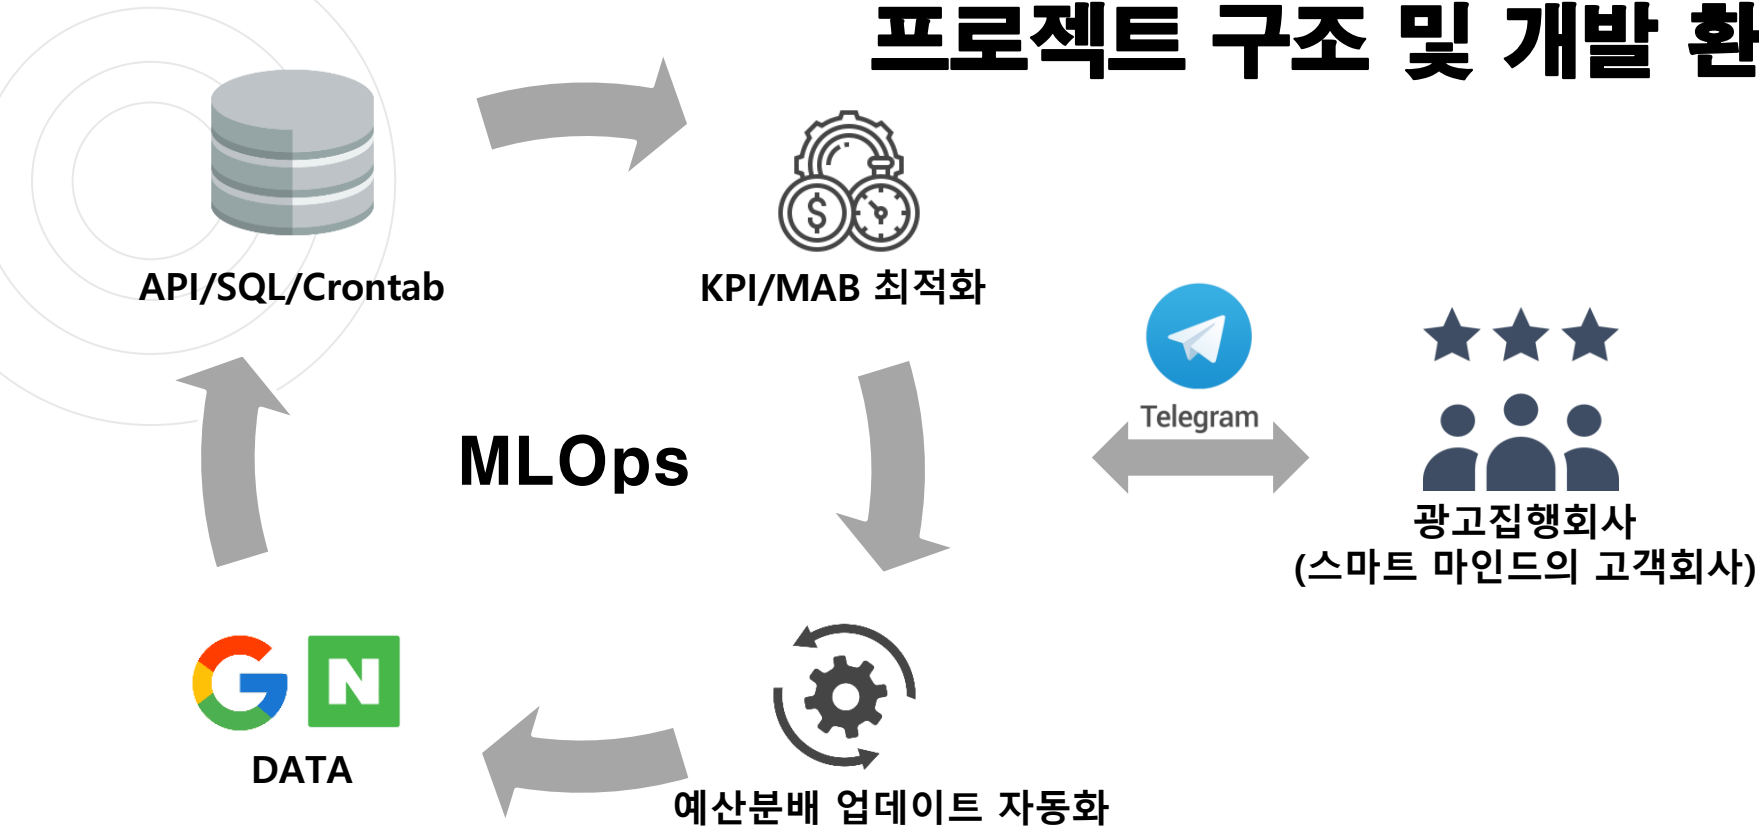 프로젝트 구조 및 개발 환
API/SQL/Crontab
KPI/MAB 최적화
Telegram
MLOps
광고집행회사
(스마트 마인드의 고객회사)
N
DATA
예산분배 업데이트 자동화